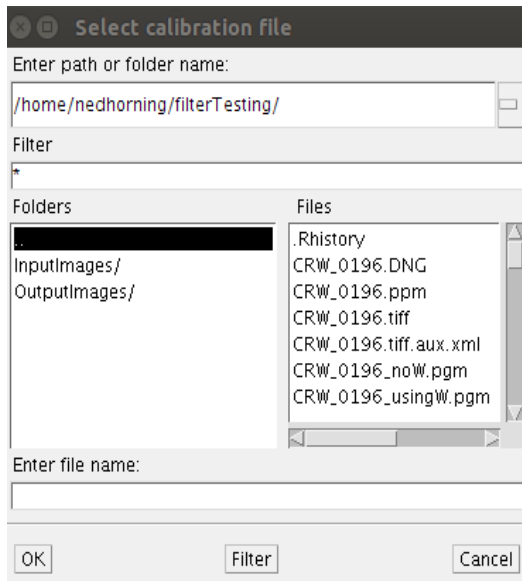 Select calibration file
Enter path or folder name:
/home/nedhorning/filterTesting/
Filter
*
Folders
Files
..
InputImages/
OutputImages/
.Rhistory
CRW_0196.DNG
CRW_0196.ppm
CRW_0196.tiff
CRW_0196.tiff.aux.xml
CRW_0196_noW.pgm
CRW_0196_usingW.pgm
Enter file name:
OK
Filter
Cancel